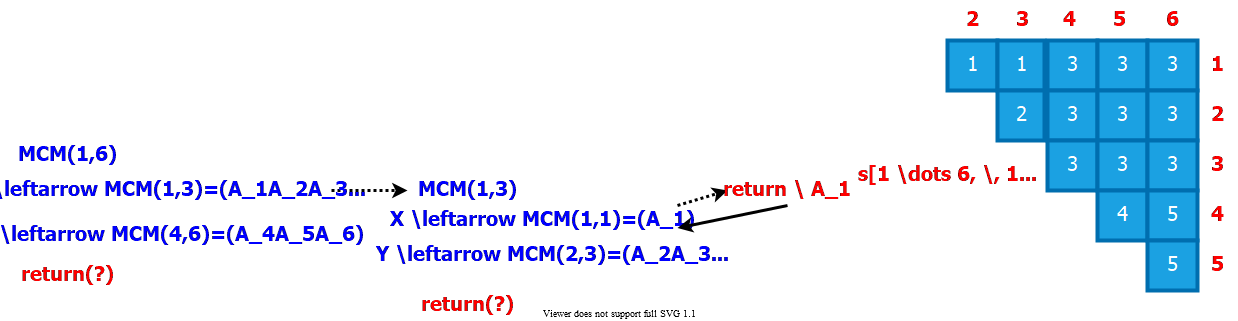 MCM(1,6)
\leftarrow MCM(1,3)=(A_1A_2A_3...
\leftarrow MCM(4,6)=(A_4A_5A_6)
return(?)
MCM(1,3)
X \leftarrow MCM(1,1)=(A_1)
Y \leftarrow MCM(2,3)=(A_2A_3...
return(?)
return \ A_1
s[1 \dots 6, \, 1...
2 3 4 5 6
1 1 3 3 3 1
2 3 3 3 2
3 3 3 3
4 5 4
5 5
Viewer does not support full SVG 1.1